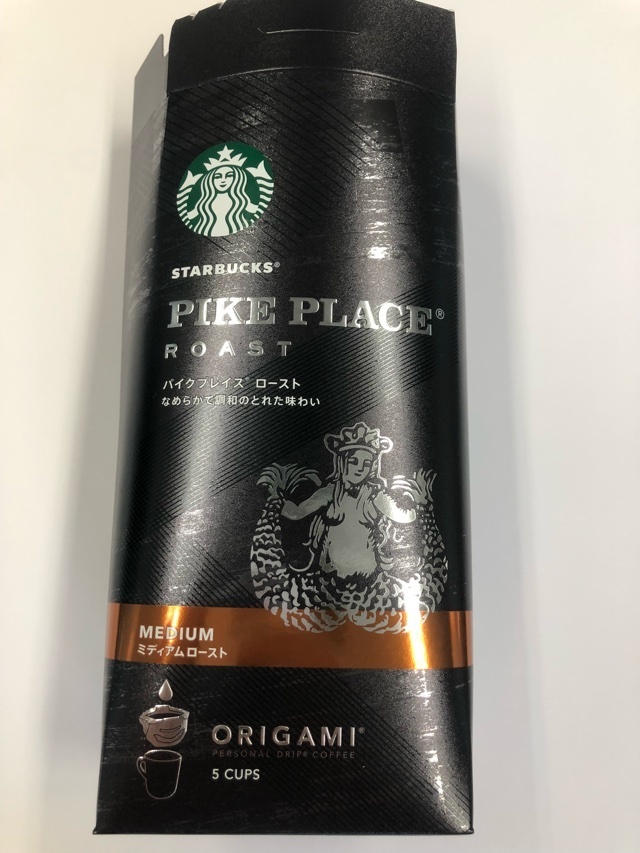 STARBUCKS®
PIKE PLACE®
ROAST
パイクプレイス® ロースト
なめらかで調和のとれた味わい
MEDIUM
ミディアムロースト
ORIGAMI®
PERSONAL DRIP® COFFEE
5 CUPS